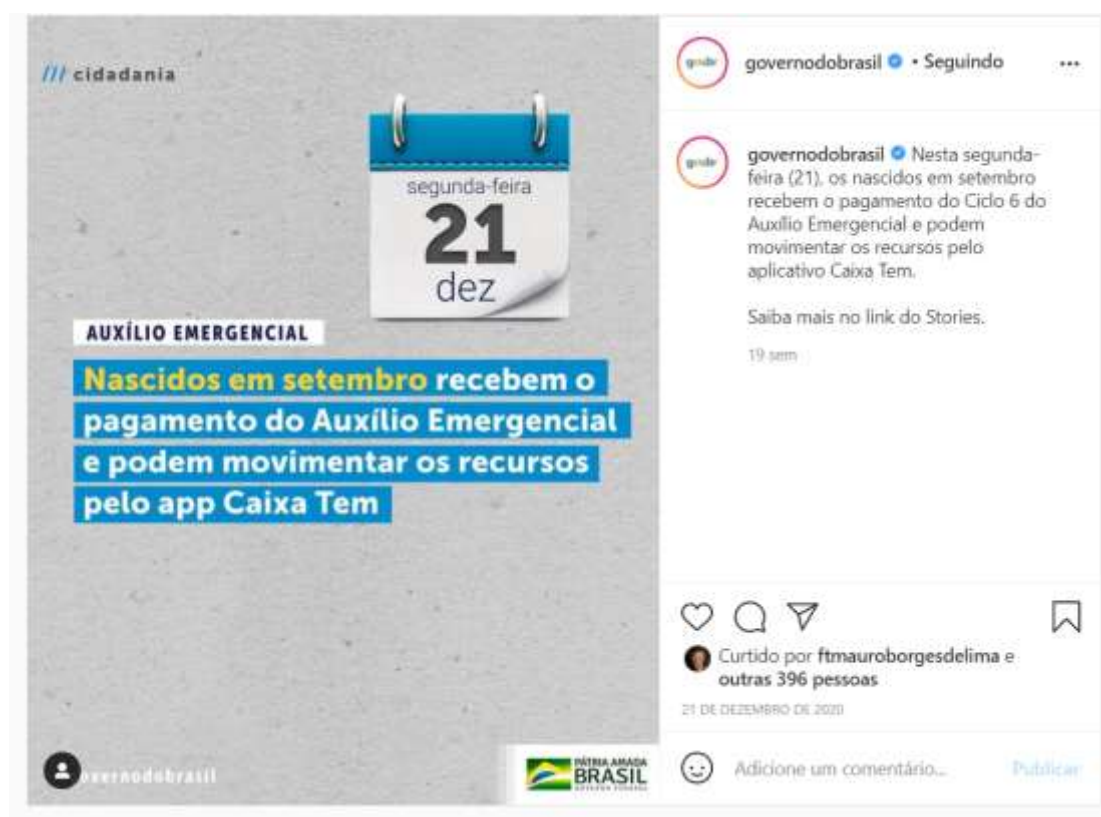 /// cidadania
segunda-feira
21
dez
AUXÍLIO EMERGENCIAL
Nascidos em setembro recebem o
pagamento do Auxílio Emergencial
e podem movimentar os recursos
pelo app Caixa Tem
PÁTRIA AMADA
BRASIL
GOVERNO FEDERAL
governodobrasil • Seguindo
governodobrasil Nesta segunda-
feira (21), os nascidos em setembro
recebem o pagamento do Ciclo 6 do
Auxílio Emergencial e podem
movimentar os recursos pelo
aplicativo Caixa Tem.
Saiba mais no link do Stories.
19 sem
Curtido por ftmauroborgesdelima e
outras 396 pessoas
21 DE DEZEMBRO DE 2020
Adicione um comentário...
Publicar